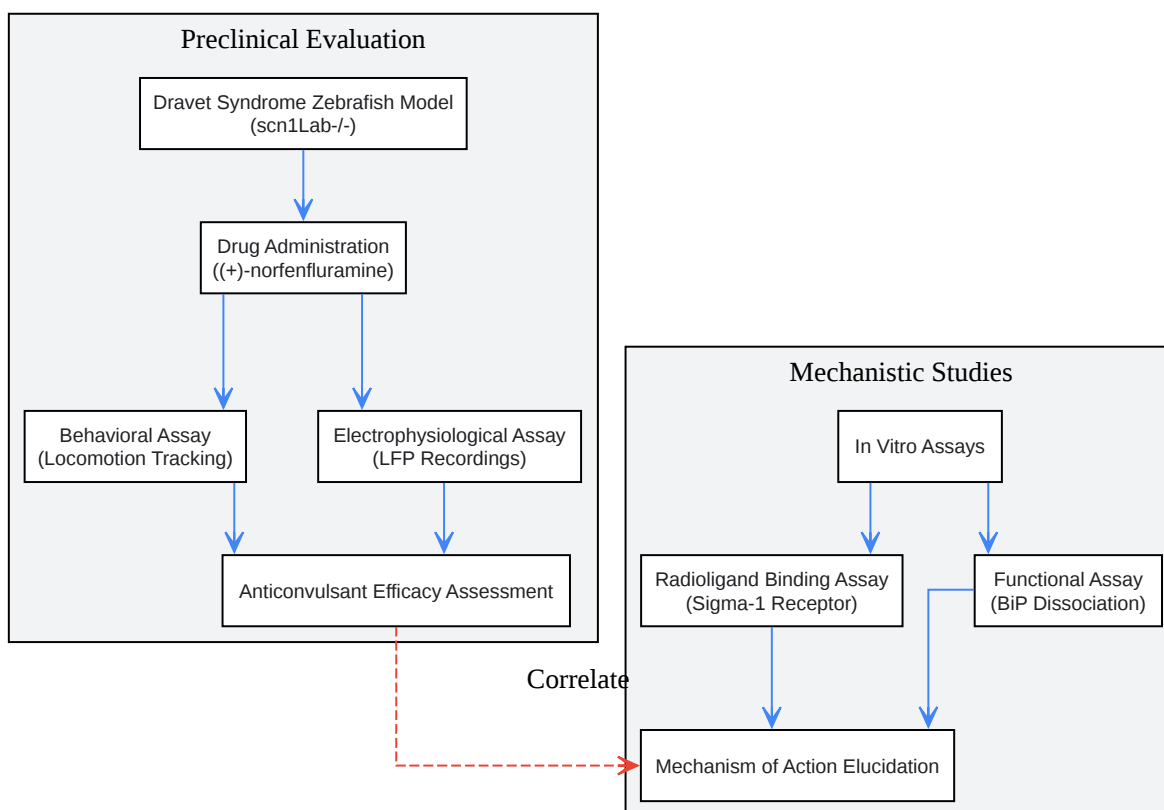 Preclinical Evaluation
Dravet Syndrome Zebrafish Model
(scn1Lab-/-)
Drug Administration
((+)-norfenfluramine)
Behavioral Assay
(Locomotion Tracking)
Electrophysiological Assay
(LFP Recordings)
Anticonvulsant Efficacy Assessment
Correlate
Mechanistic Studies
In Vitro Assays
Radioligand Binding Assay
(Sigma-1 Receptor)
Functional Assay
(BiP Dissociation)
Mechanism of Action Elucidation